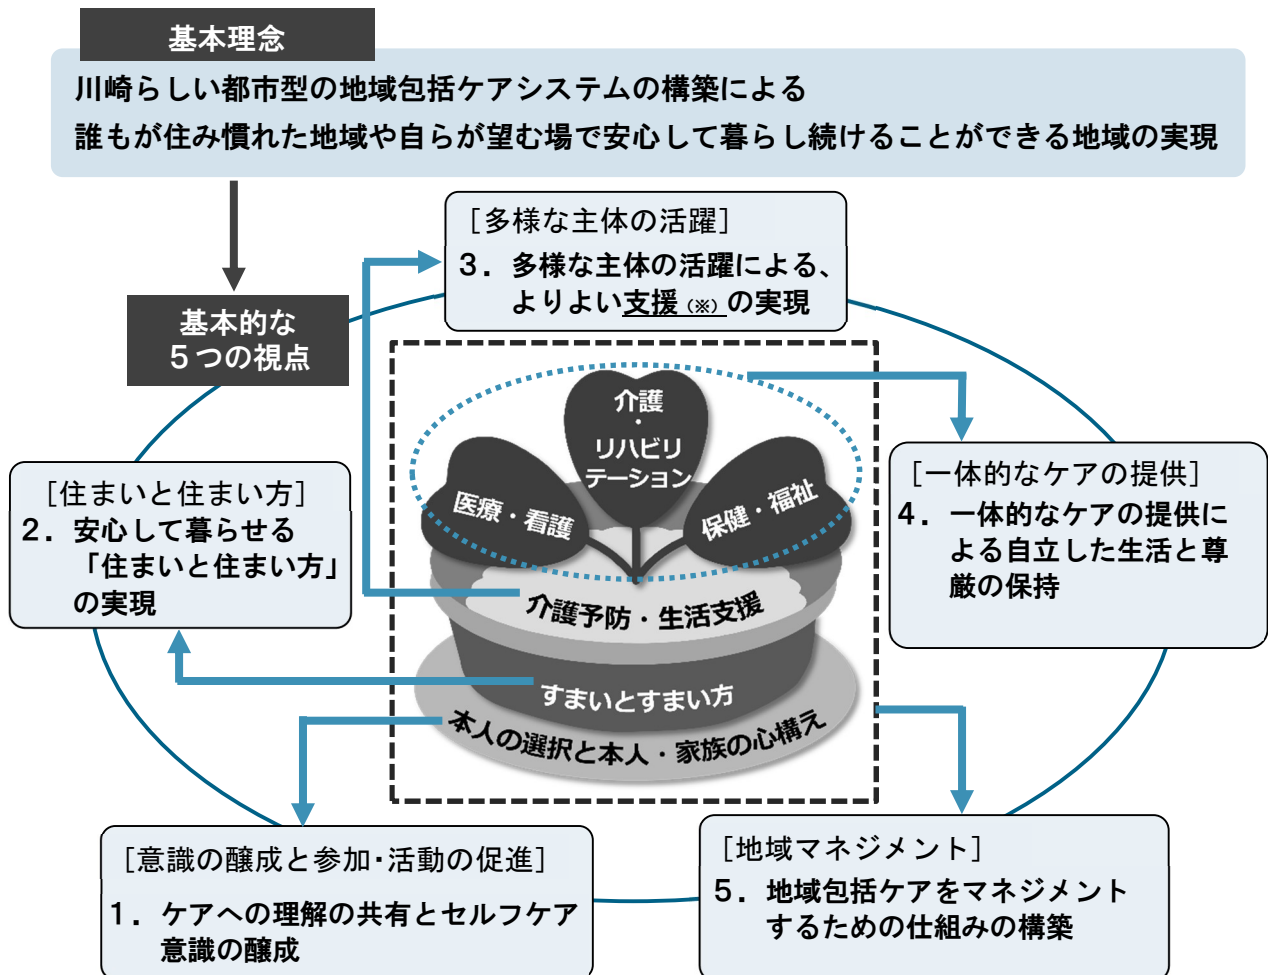 基本理念
川崎らしい都市型の地域包括ケアシステムの構築による
誰もが住み慣れた地域や自らが望む場で安心して暮らし続けることができる地域の実現
［多様な主体の活躍］
３．多様な主体の活躍による、
よりよい支援（※）の実現
基本的な
５つの視点
介護
・
リハビリ
テーション
医療・看護
保健・福祉
介護予防・生活支援
すまいとすまい方
本人の選択と本人・家族の心構え
［住まいと住まい方］
２．安心して暮らせる
「住まいと住まい方」
の実現
［一体的なケアの提供］
４．一体的なケアの提供に
よる自立した生活と尊
厳の保持
［意識の醸成と参加・活動の促進］
１．ケアへの理解の共有とセルフケア
意識の醸成
［地域マネジメント］
５．地域包括ケアをマネジメント
するための仕組みの構築